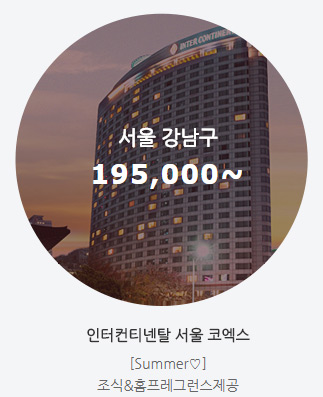 INTER CONTINENTAL
서울 강남구
195,000~
인터컨티넨탈 서울 코엑스
[Summer♡]
조식&홈프레그런스제공